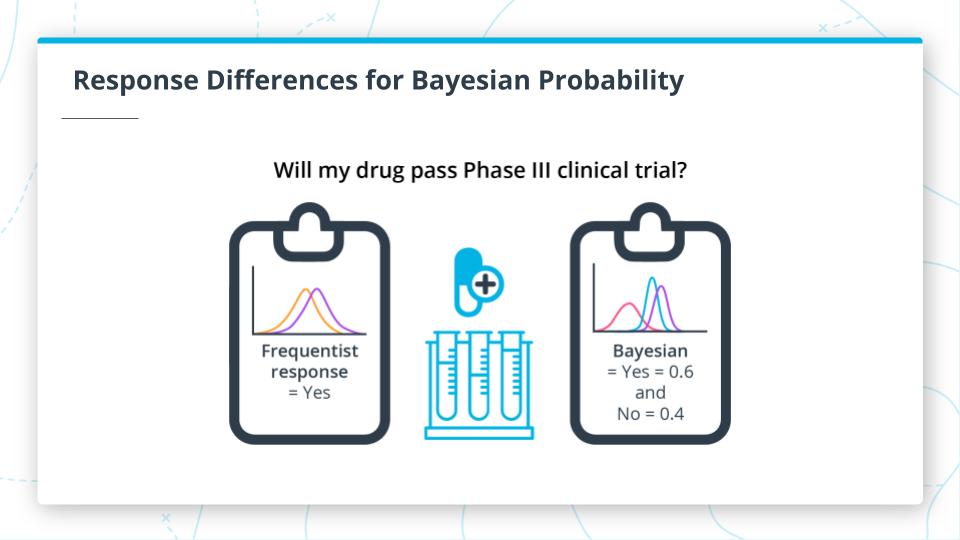 Response Differences for Bayesian Probability
Will my drug pass Phase III clinical trial?
Frequentist
response
= Yes
Bayesian
= Yes = 0.6
and
No = 0.4